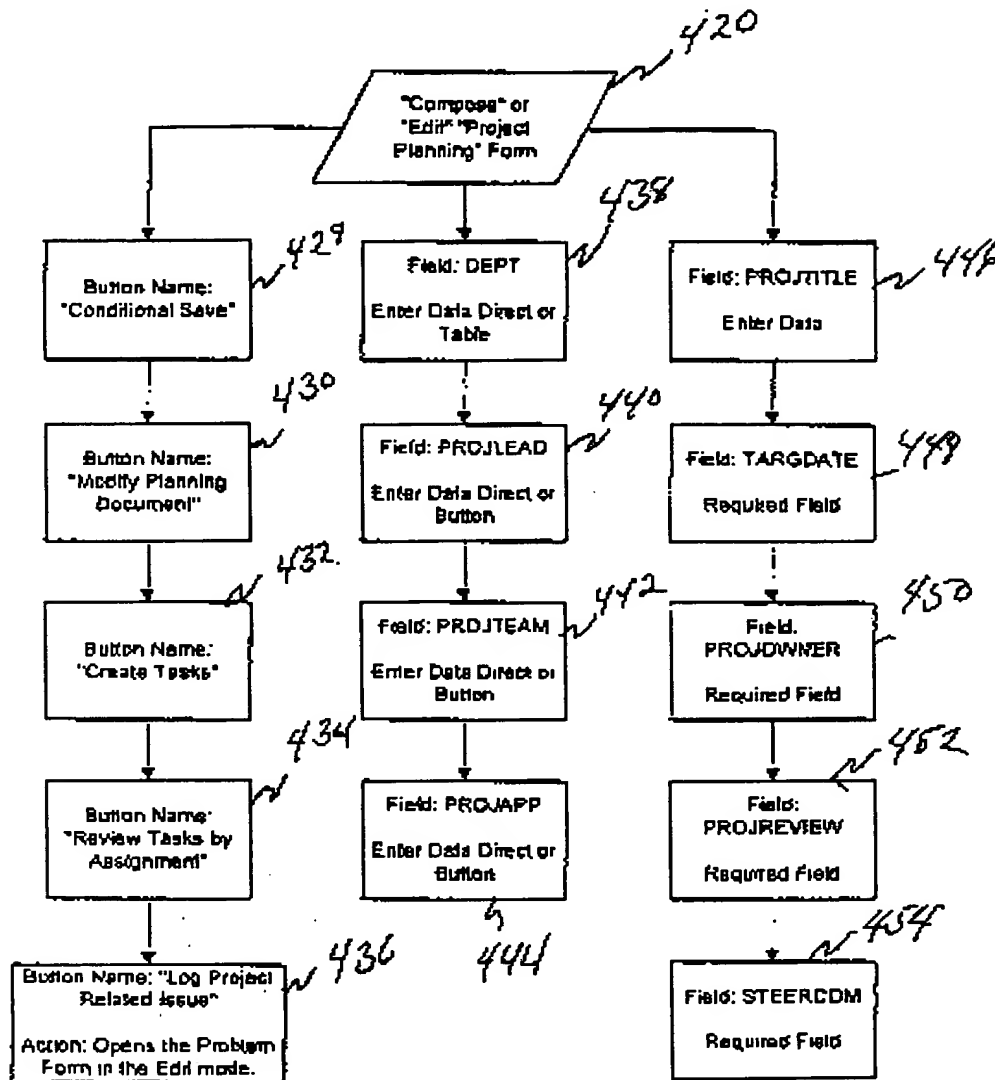 420
"Compose" or
"Edit" "Project
Planning" Form
428
Button Name:
"Conditional Save"
438
Field: DEPT
Enter Data Direct or
Table
446
Field: PROJTITLE
Enter Data
430
Button Name:
"Modify Planning
Document"
440
Field: PROJLEAD
Enter Data Direct or
Button
448
Field: TARGDATE
Required Field
432
Button Name:
"Create Tasks"
442
Field: PROJTEAM
Enter Data Direct or
Button
450
Field:
PROJOWNER
Required Field
434
Button Name:
"Review Tasks by
Assignment"
Field: PROJAPP
Enter Data Direct or
Button
444
452
Field:
PROJREVIEW
Required Field
436
Button Name: "Log Project
Related Issue"
Action: Opens the Problem
Form in the Edit mode.
454
Field: STEERCOM
Required Field